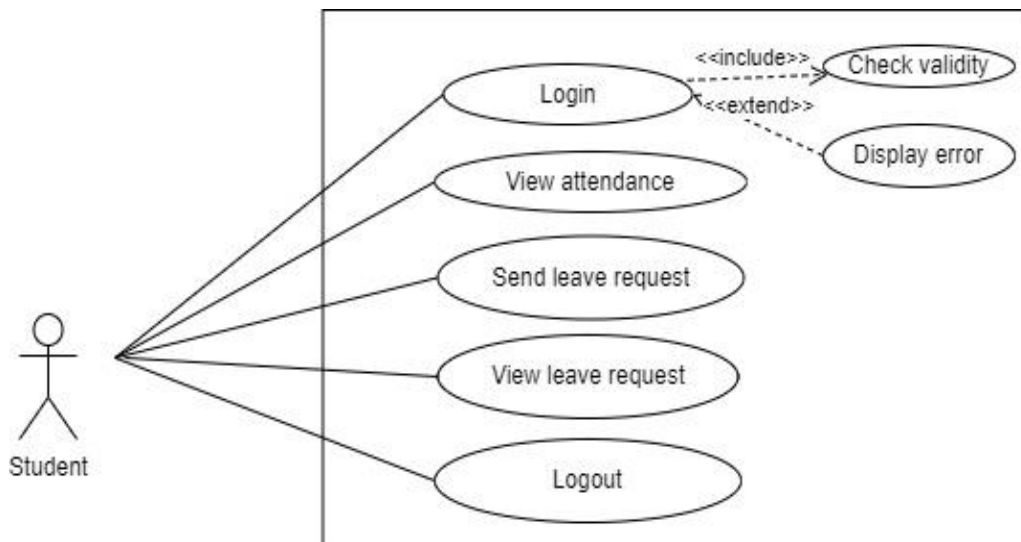 <<include>>
Check validity
Login
<<extend>>
Display error
View attendance
Send leave request
View leave request
Student
Logout